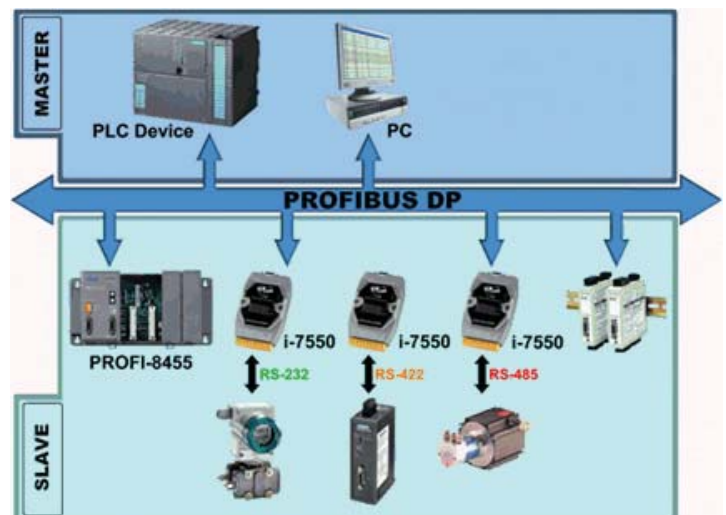 MASTER
PLC Device
PC
PROFIBUS DP
PROFI-8455
i-7550
i-7550
i-7550
RS-232
RS-422
RS-485
SLAVE